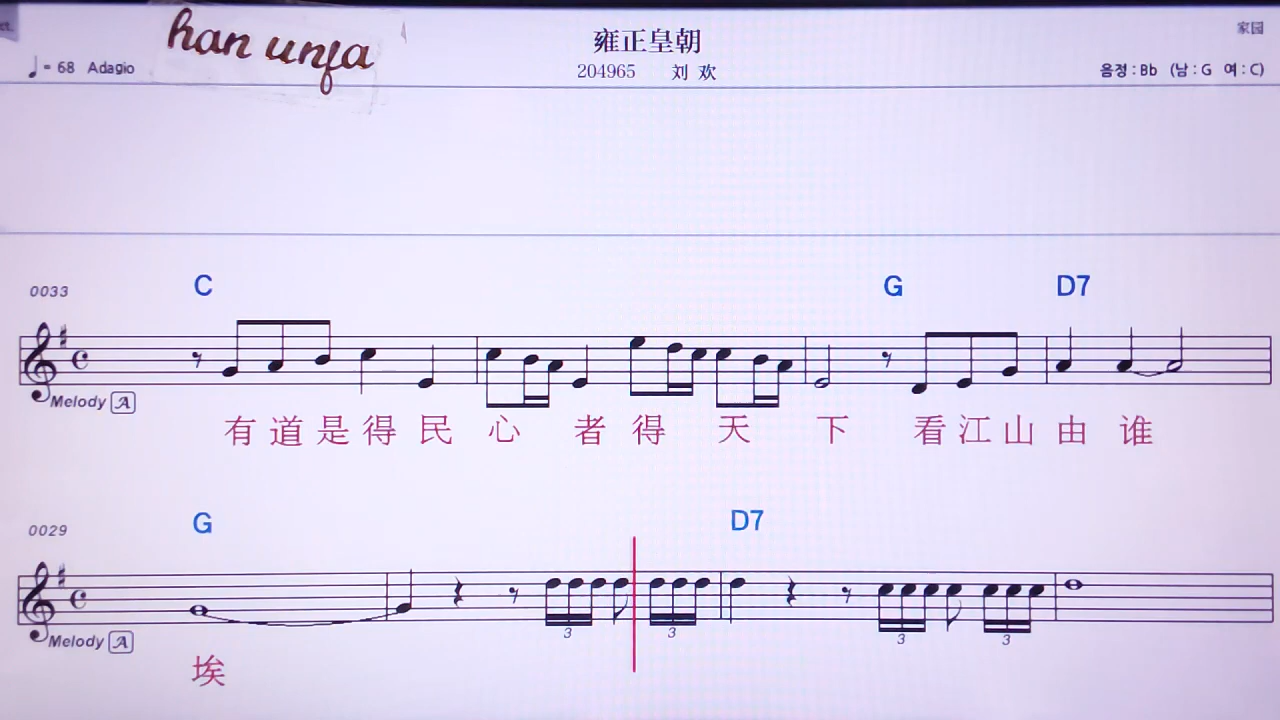 ct.
han unfa
雍正皇朝
家园
♩= 68 Adagio
204965 刘 欢
음정 : Bb (남 : G 여 : C)
0033
C G D7
Melody A
有 道 是 得 民 心 者 得 天 下 看 江 山 由 谁
0029
G D7
3 3 3 3
Melody A
埃